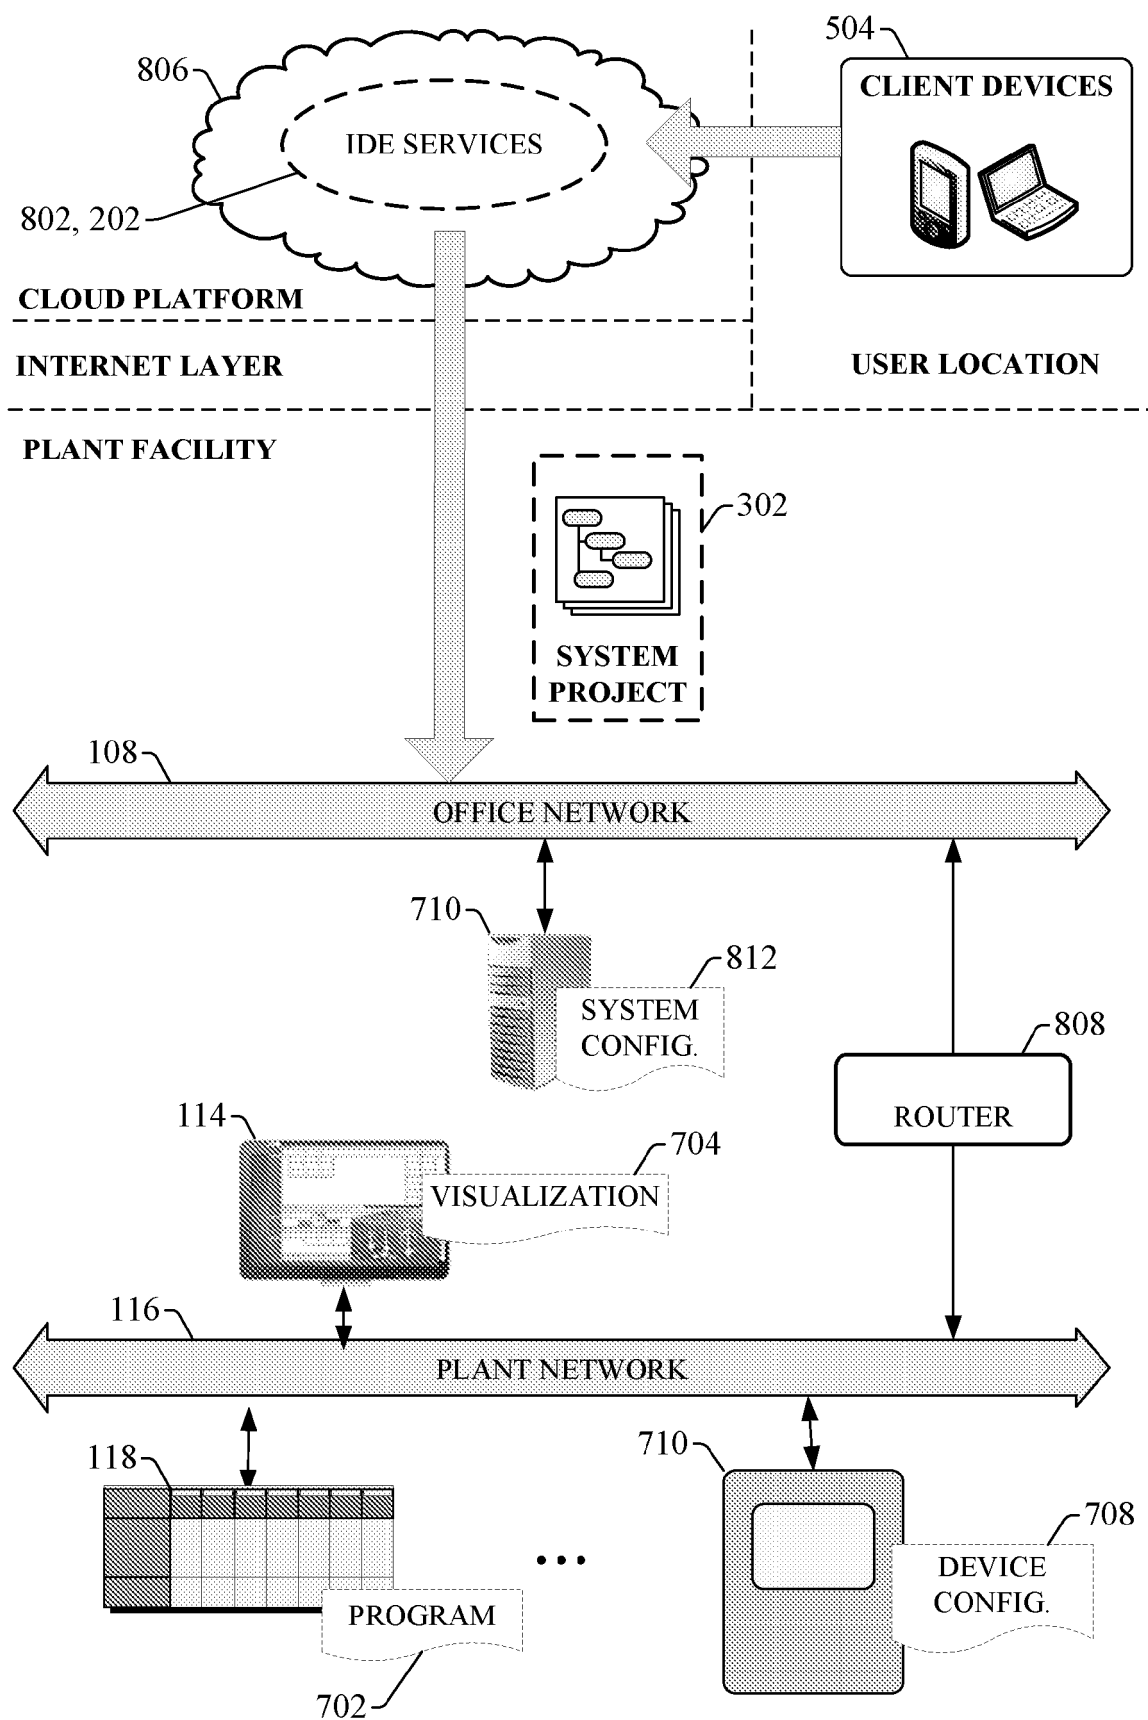 504
806
CLIENT DEVICES
IDE SERVICES
802, 202
CLOUD PLATFORM
INTERNET LAYER
USER LOCATION
PLANT FACILITY
302
SYSTEM
PROJECT
108
OFFICE NETWORK
710
812
SYSTEM
CONFIG.
808
ROUTER
114
704
VISUALIZATION
116
PLANT NETWORK
118
710
708
DEVICE
CONFIG.
PROGRAM
702